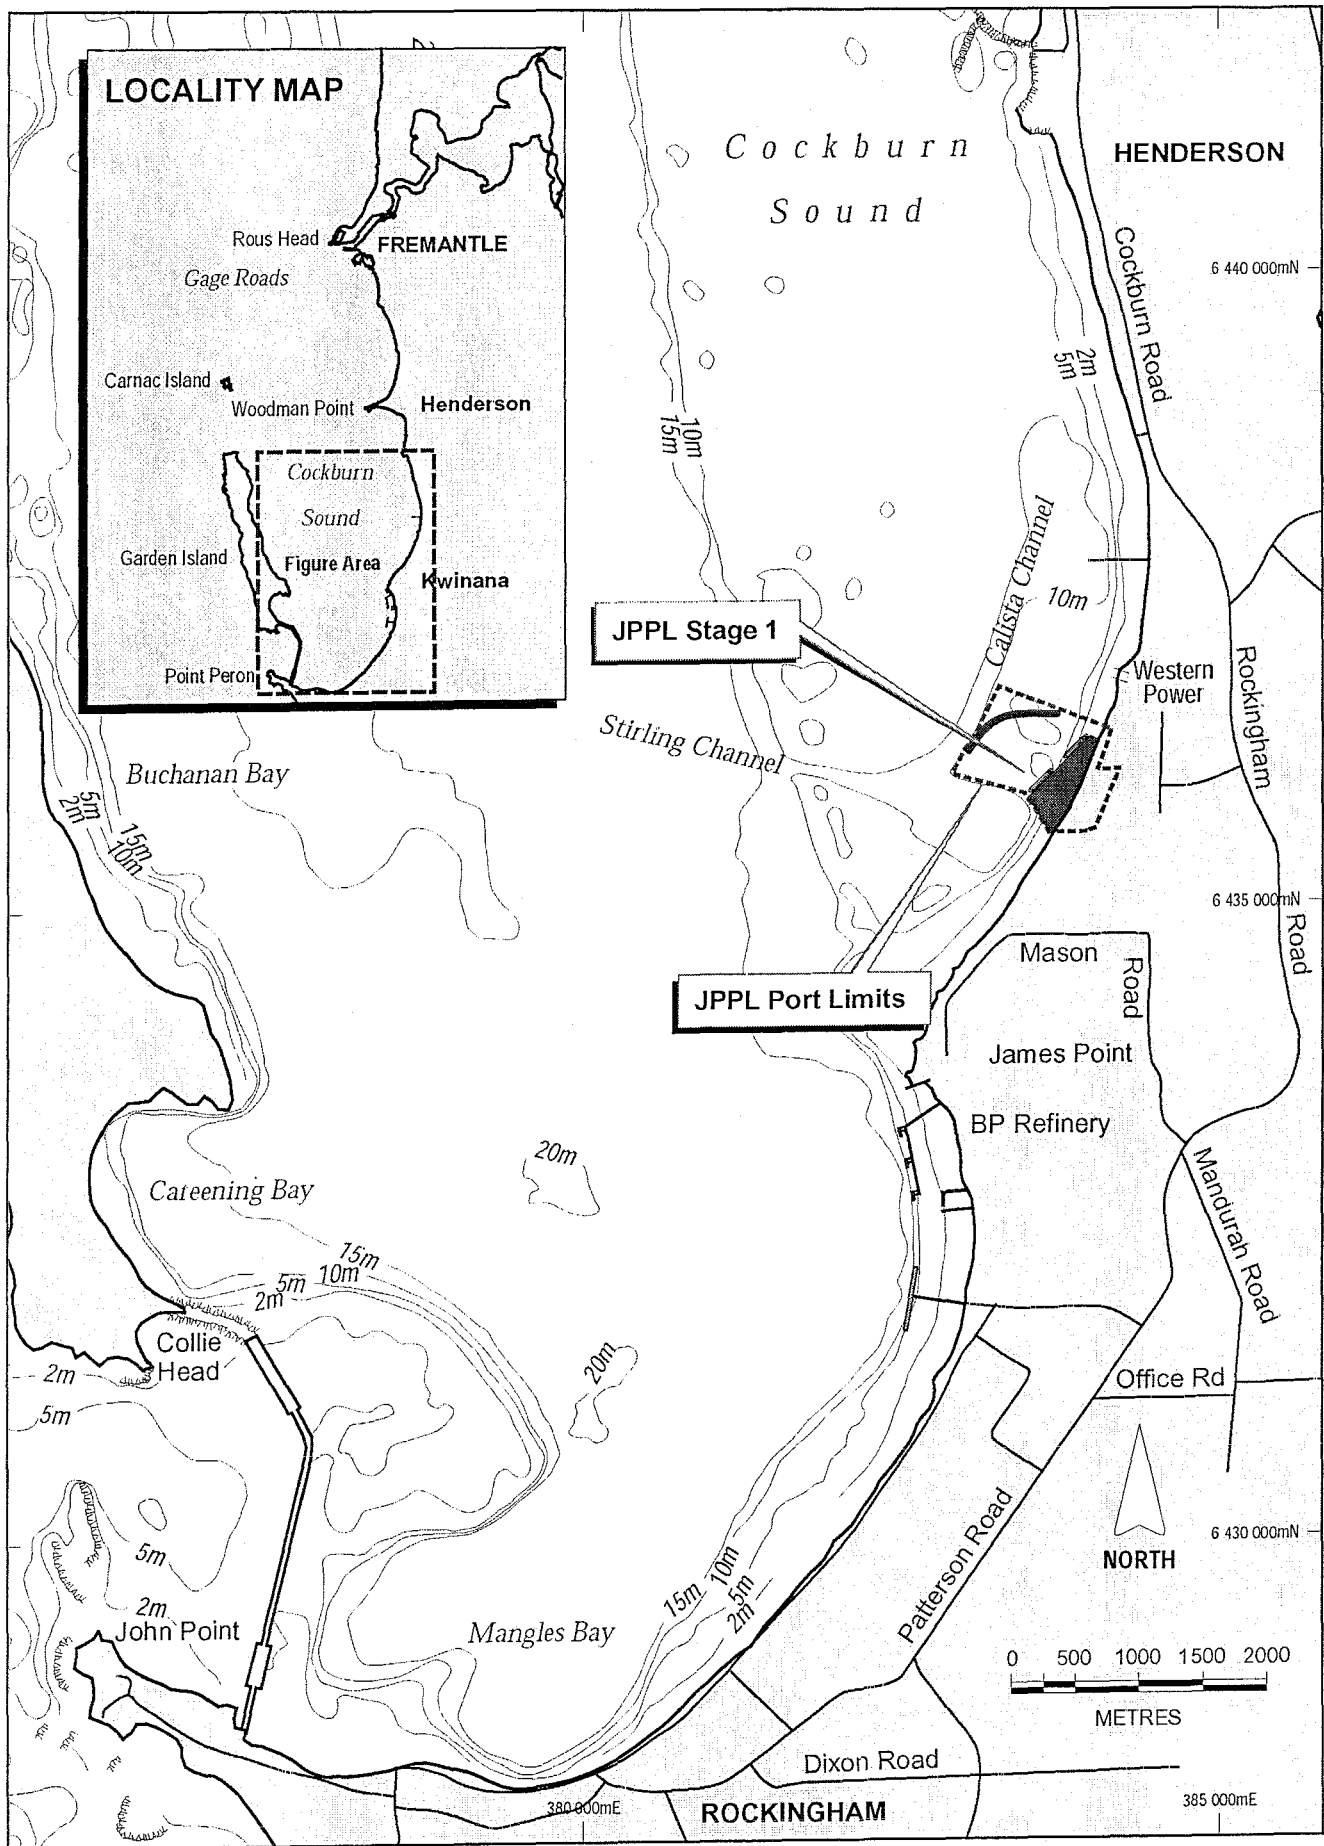 LOCALITY MAP
Rous Head
FREMANTLE
Gage Roads
Carnac Island
Woodman Point
Henderson
Cockburn
Sound
Garden Island
Figure Area
Kwinana
Point Peron
Cockburn
Sound
HENDERSON
Cockburn Road
6 440 000mN
2m
5m
10m
15m
Calista Channel
10m
JPPL Stage 1
Western
Power
Rockingham
Road
Stirling Channel
Buchanan Bay
5m
2m
15m
10m
6 435 000mN
Mason
Road
JPPL Port Limits
James Point
BP Refinery
Mandurah Road
20m
Careening Bay
15m
10m
5m
2m
Collie
Head
2m
5m
20m
Office Rd
NORTH
6 430 000mN
Patterson Road
5m
2m
John Point
Mangles Bay
15m
10m
5m
2m
0 500 1000 1500 2000
METRES
Dixon Road
380 000mE
ROCKINGHAM
385 000mE